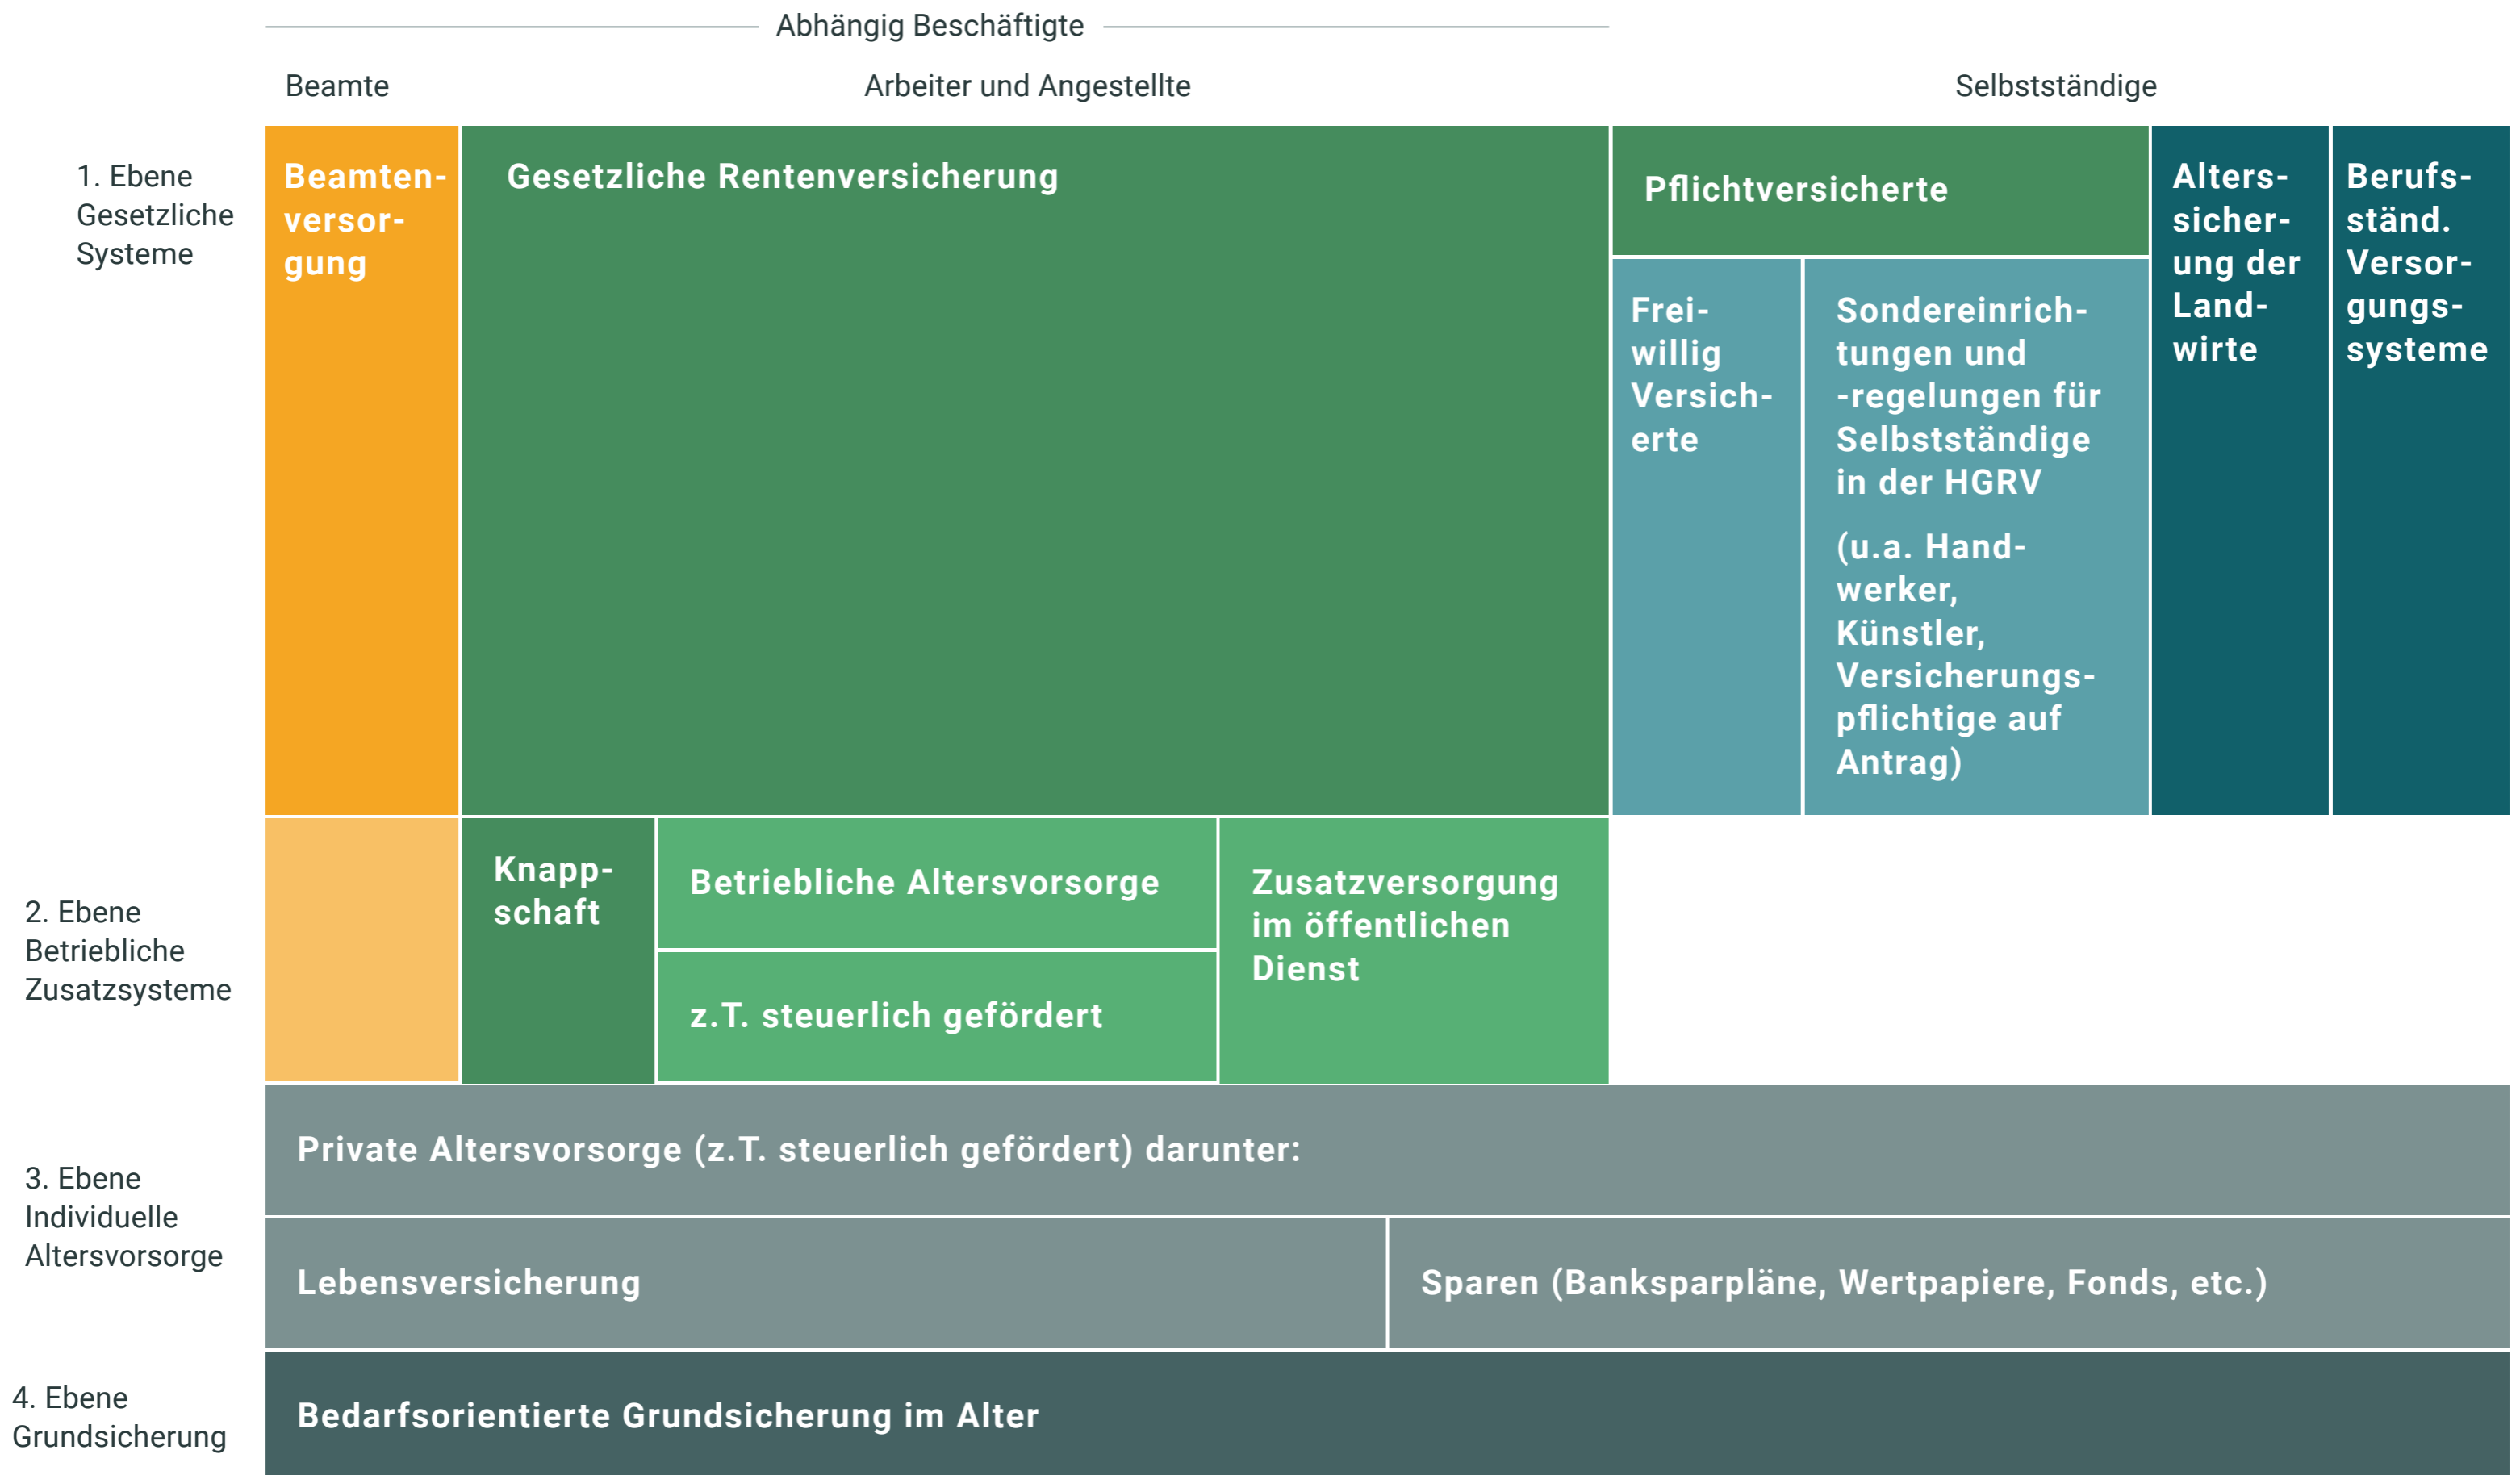 Abhängig Beschäftigte
Beamte
Arbeiter und Angestellte
Selbstständige
1. Ebene
Gesetzliche
Systeme
Beamten-
versor-
gung
Gesetzliche Rentenversicherung
Pflichtversicherte
Frei-
willig
Versich-
erte
Sondereinrich-
tungen und
-regelungen für
Selbstständige
in der HGRV
(u.a. Hand-
werker,
Künstler,
Versicherungs-
pflichtige auf
Antrag)
Alters-
sicher-
ung der
Land-
wirte
Berufs-
ständ.
Versor-
gungs-
systeme
2. Ebene
Betriebliche
Zusatzsysteme
Knapp-
schaft
Betriebliche Altersvorsorge
z.T. steuerlich gefördert
Zusatzversorgung
im öffentlichen
Dienst
3. Ebene
Individuelle
Altersvorsorge
Private Altersvorsorge (z.T. steuerlich gefördert) darunter:
Lebensversicherung
Sparen (Banksparpläne, Wertpapiere, Fonds, etc.)
4. Ebene
Grundsicherung
Bedarfsorientierte Grundsicherung im Alter